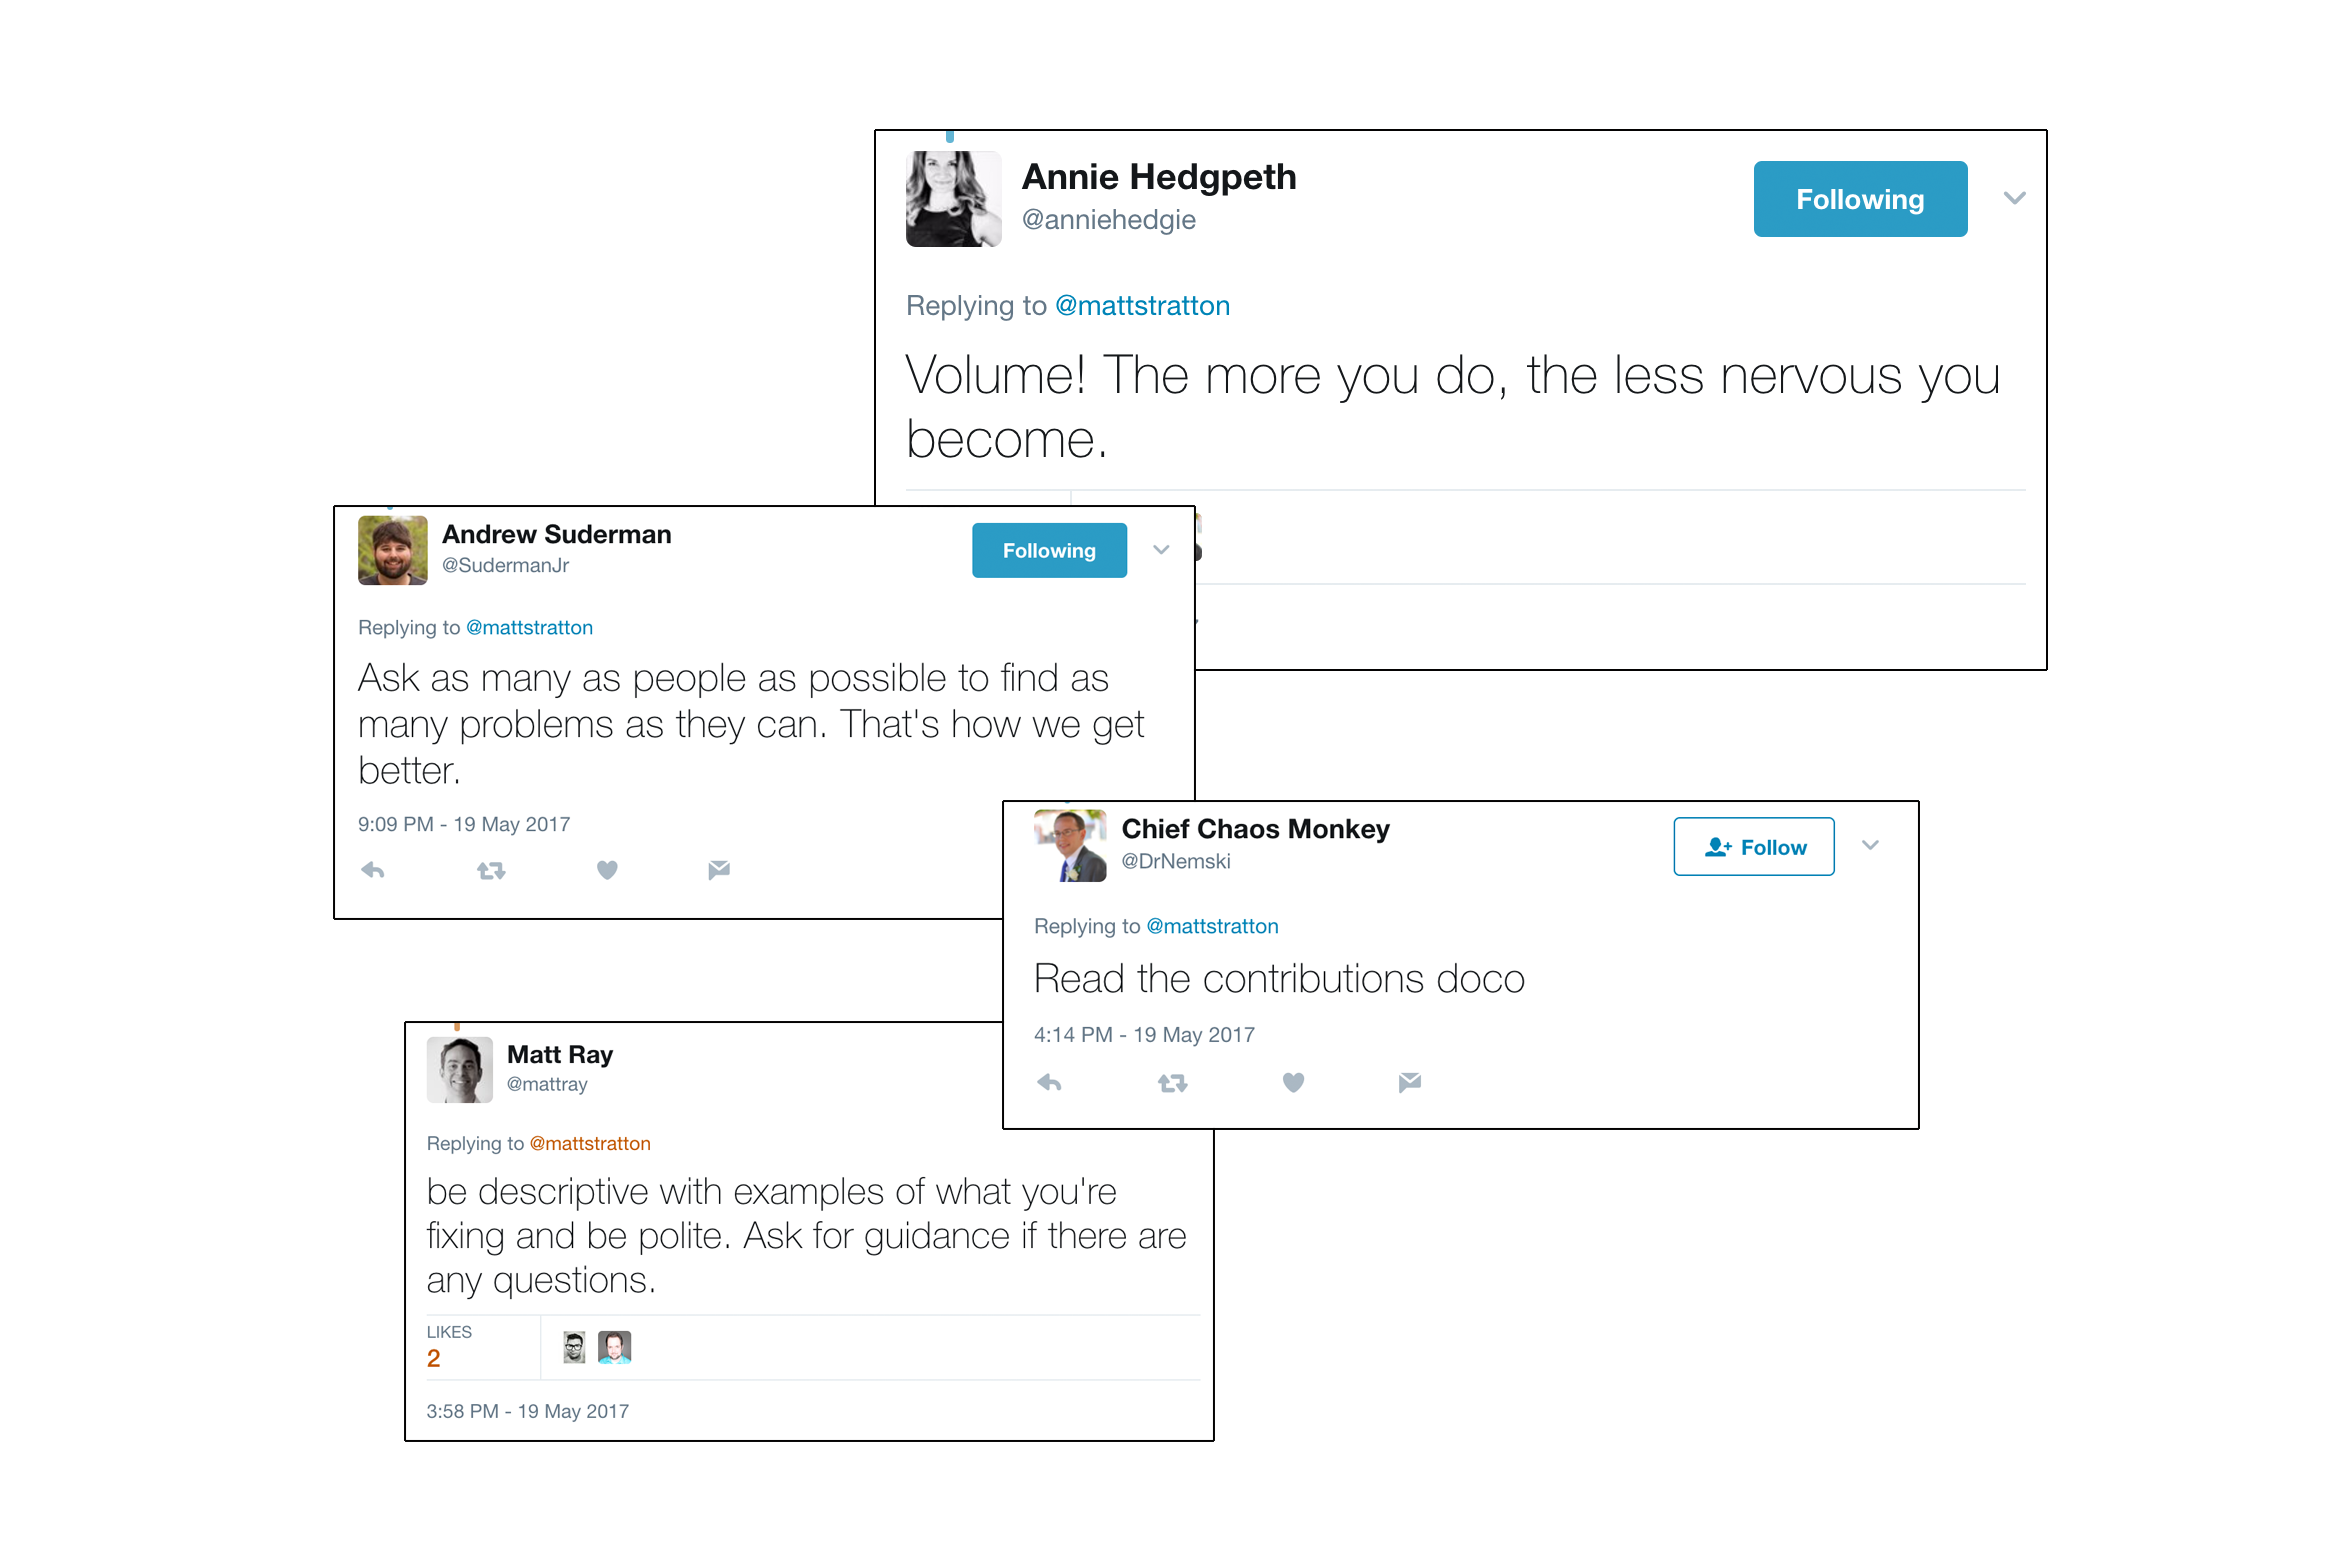 Annie Hedgpeth
@anniehedgie
Following
Replying to @mattstratton
Volume! The more you do, the less nervous you
become.
Andrew Suderman
@SudermanJr
Following
Replying to @mattstratton
Ask as many as people as possible to find as
many problems as they can. That's how we get
better.
9:09 PM - 19 May 2017
Chief Chaos Monkey
@DrNemski
Follow
Replying to @mattstratton
Read the contributions doco
4:14 PM - 19 May 2017
Matt Ray
@mattray
Replying to @mattstratton
be descriptive with examples of what you're
fixing and be polite. Ask for guidance if there are
any questions.
LIKES
2
3:58 PM - 19 May 2017